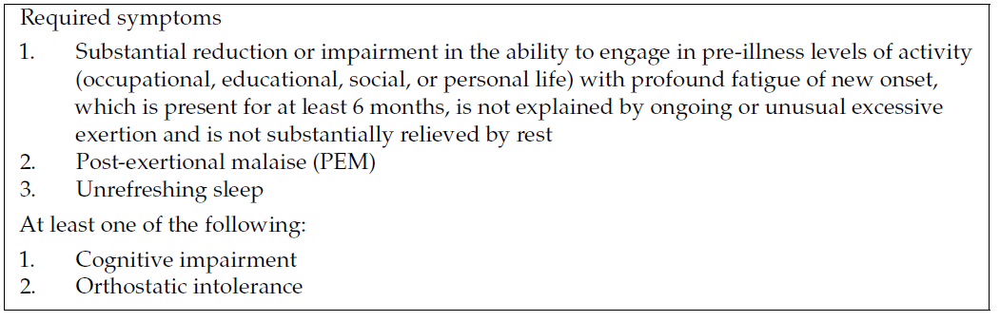 Required symptoms
1. Substantial reduction or impairment in the ability to engage in pre-illness levels of activity
(occupational, educational, social, or personal life) with profound fatigue of new onset,
which is present for at least 6 months, is not explained by ongoing or unusual excessive
exertion and is not substantially relieved by rest
2. Post-exertional malaise (PEM)
3. Unrefreshing sleep
At least one of the following:
1. Cognitive impairment
2. Orthostatic intolerance